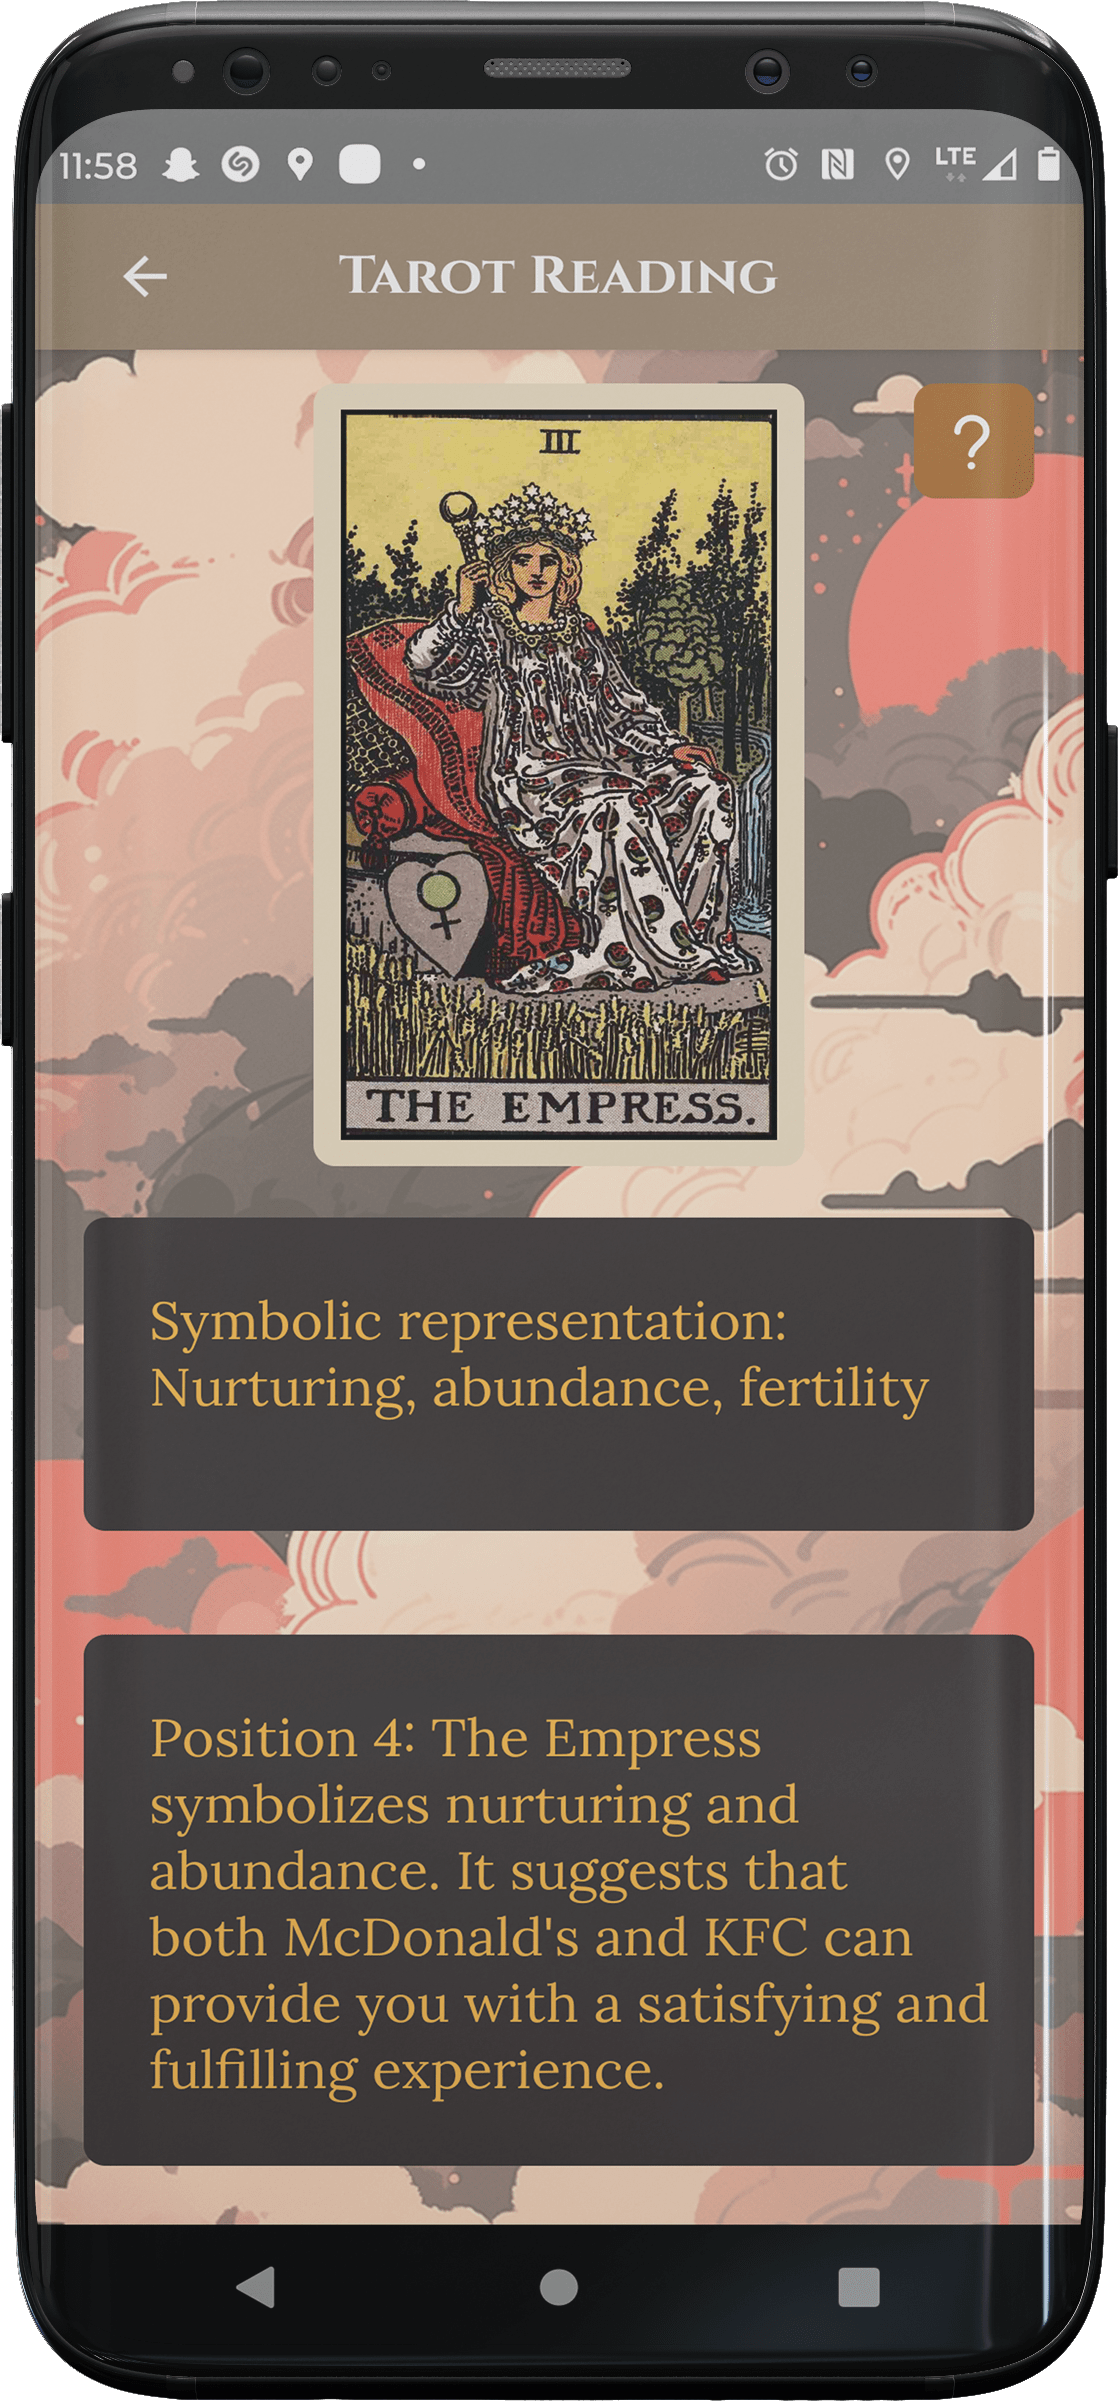 11:58
LTE
Tarot Reading
?
III
THE EMPRESS.
Symbolic representation:
Nurturing, abundance, fertility
Position 4: The Empress
symbolizes nurturing and
abundance. It suggests that
both McDonald's and KFC can
provide you with a satisfying and
fulfilling experience.